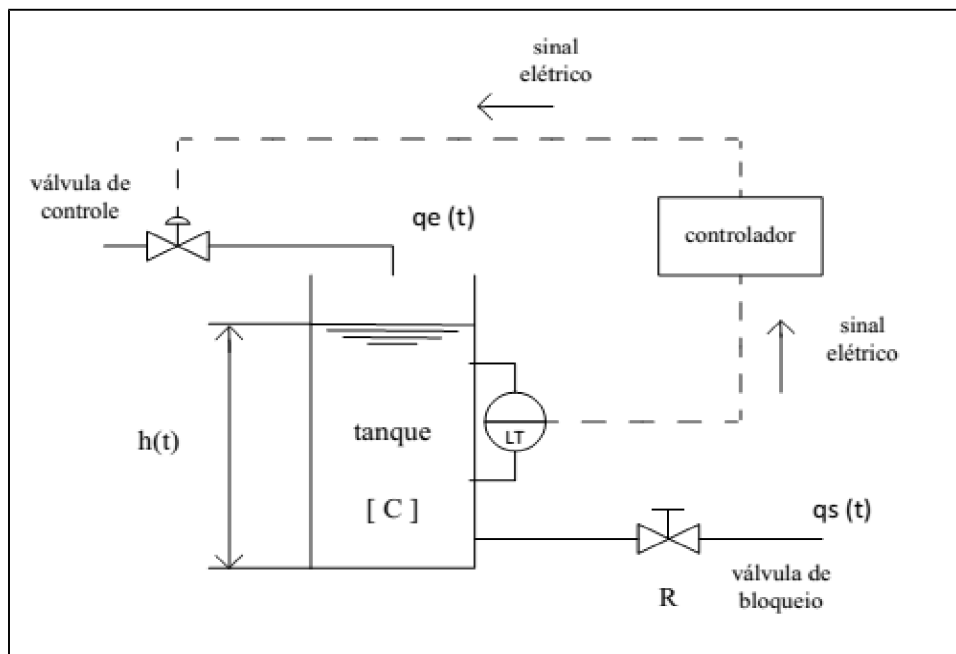 sinal
elétrico
válvula de
controle
qe (t)
controlador
sinal
elétrico
h(t)
tanque
LT
[ C ]
qs (t)
R
válvula de
bloqueio